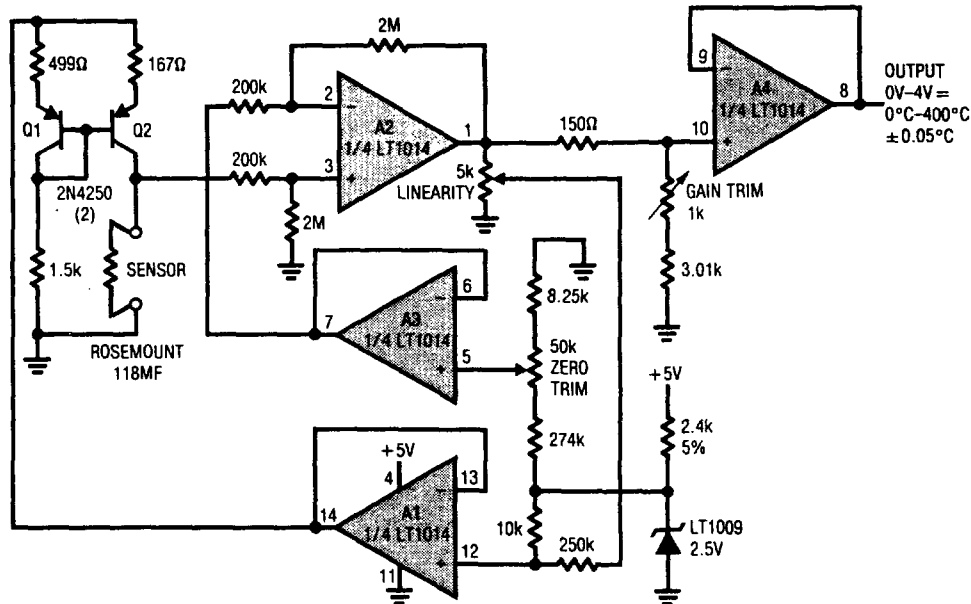 499Ω
167Ω
Q1
Q2
2N4250
(2)
1.5k
SENSOR
ROSEMOUNT
118MF
200k
200k
2M
2
3
A2
1/4 LT1014
1
2M
5k
LINEARITY
150Ω
9
10
A4
1/4 LT1014
8
OUTPUT
0V–4V =
0°C–400°C
±0.05°C
GAIN TRIM
1k
3.01k
7
6
5
A3
1/4 LT1014
8.25k
50k
ZERO
TRIM
274k
+5V
2.4k
5%
LT1009
2.5V
+5V
4
14
13
12
11
A1
1/4 LT1014
10k
250k